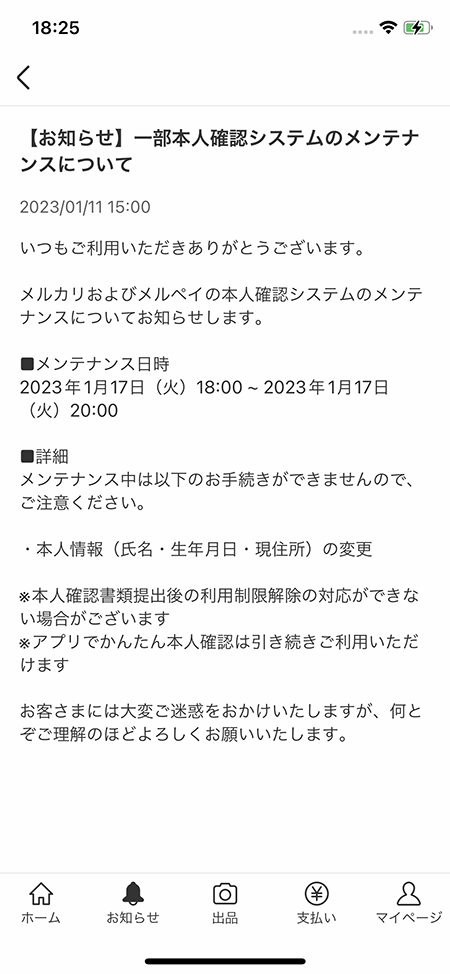 18:25
【お知らせ】一部本人確認システムのメンテナ
ンスについて
2023/01/11 15:00
いつもご利用いただきありがとうございます。
メルカリおよびメルペイの本人確認システムのメンテ
ナンスについてお知らせします。
■メンテナンス日時
2023年1月17日（火）18:00 ~ 2023年1月17日
（火）20:00
■詳細
メンテナンス中は以下のお手続きができませんので、
ご注意ください。
・本人情報（氏名・生年月日・現住所）の変更
※本人確認書類提出後の利用制限解除の対応ができな
い場合がございます
※アプリでかんたん本人確認は引き続きご利用いただ
けます
お客さまには大変ご迷惑をおかけいたしますが、何と
ぞご理解のほどよろしくお願いいたします。
ホーム お知らせ 出品 支払い マイページ